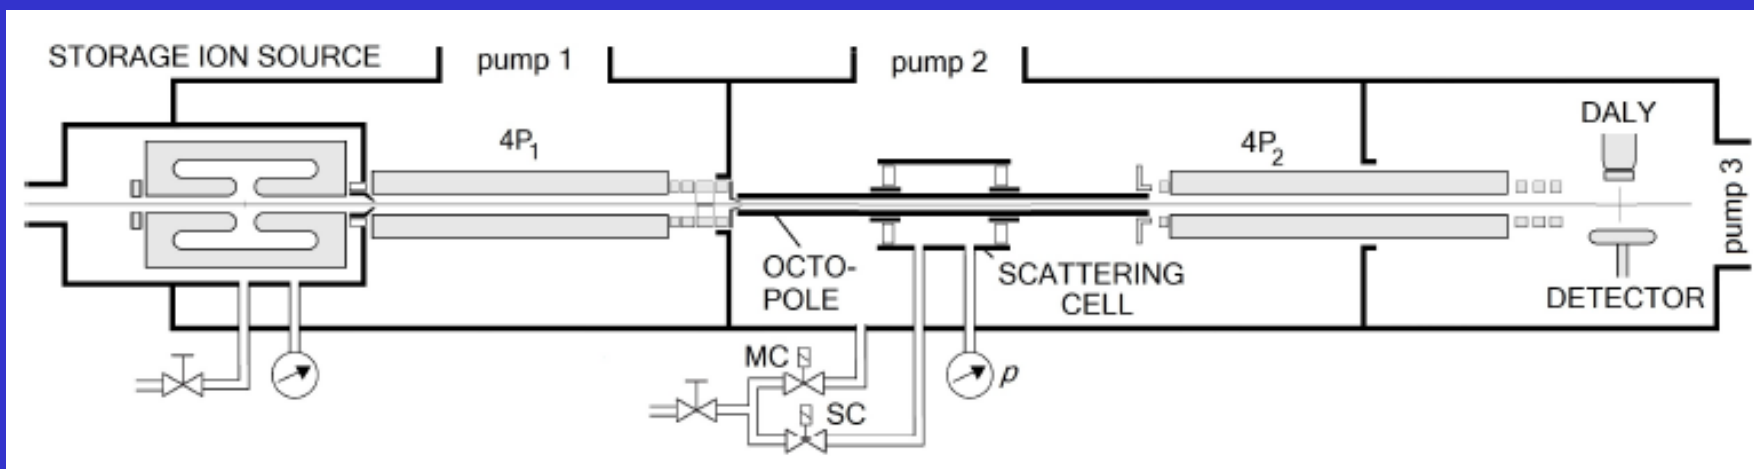 STORAGE ION SOURCE
pump 1
pump 2
DALY
4P1
4P2
pump 3
OCTO-
POLE
SCATTERING
CELL
DETECTOR
MC
p
SC